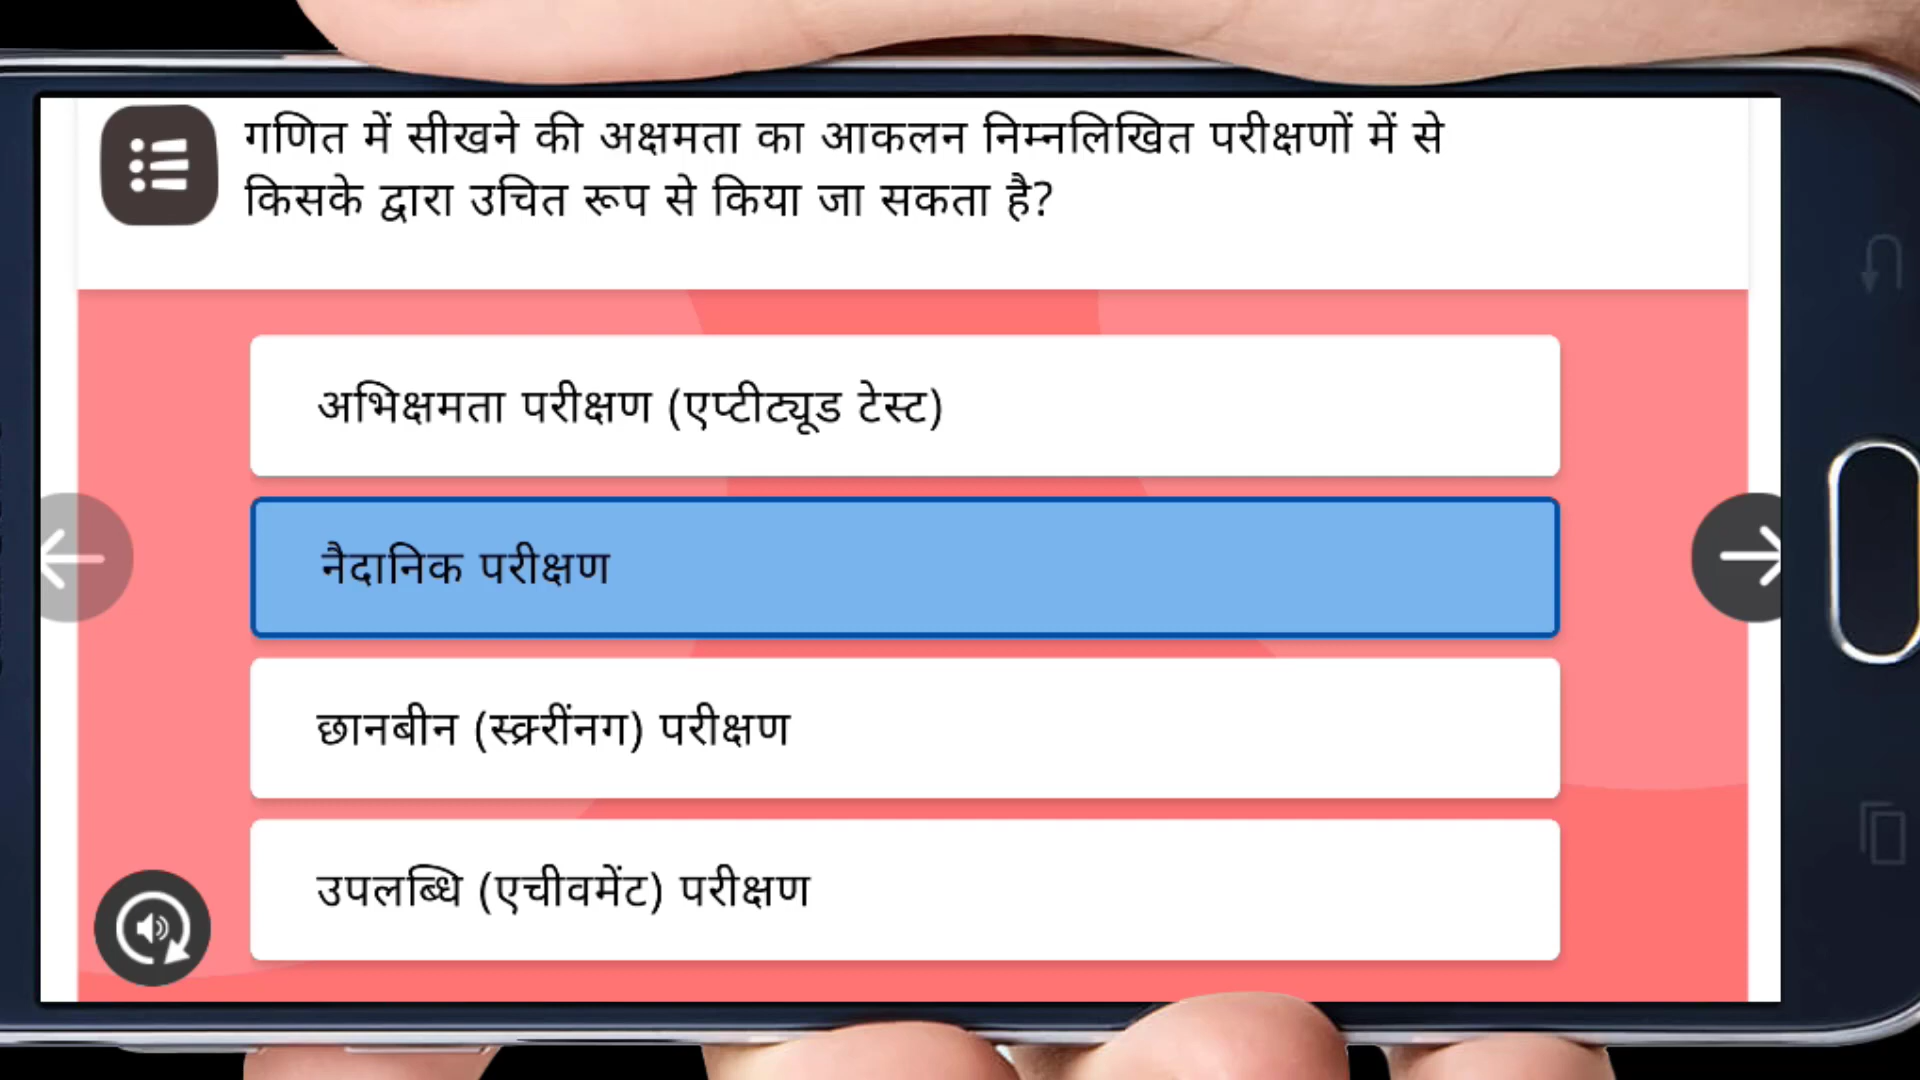 गणित में सीखने की अक्षमता का आकलन निम्नलिखित परीक्षणों में से
किसके द्वारा उचित रूप से किया जा सकता है?
अभिक्षमता परीक्षण (एप्टीट्यूड टेस्ट)
नैदानिक परीक्षण
छानबीन (स्क्ररींनग) परीक्षण
उपलब्धि (एचीवमेंट) परीक्षण